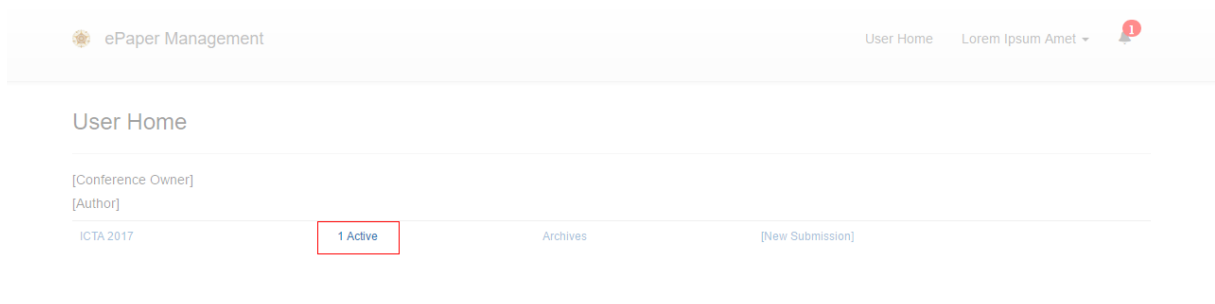 ePaper Management User Home Lorem Ipsum Amet 1
User Home
[Conference Owner]
[Author]
ICTA 2017 1 Active Archives [New Submission]